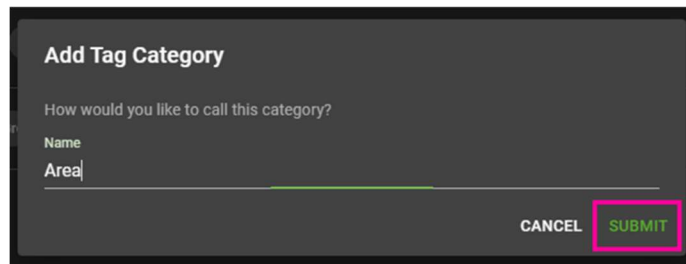 Add Tag Category
How would you like to call this category?
Name
Area
CANCEL SUBMIT